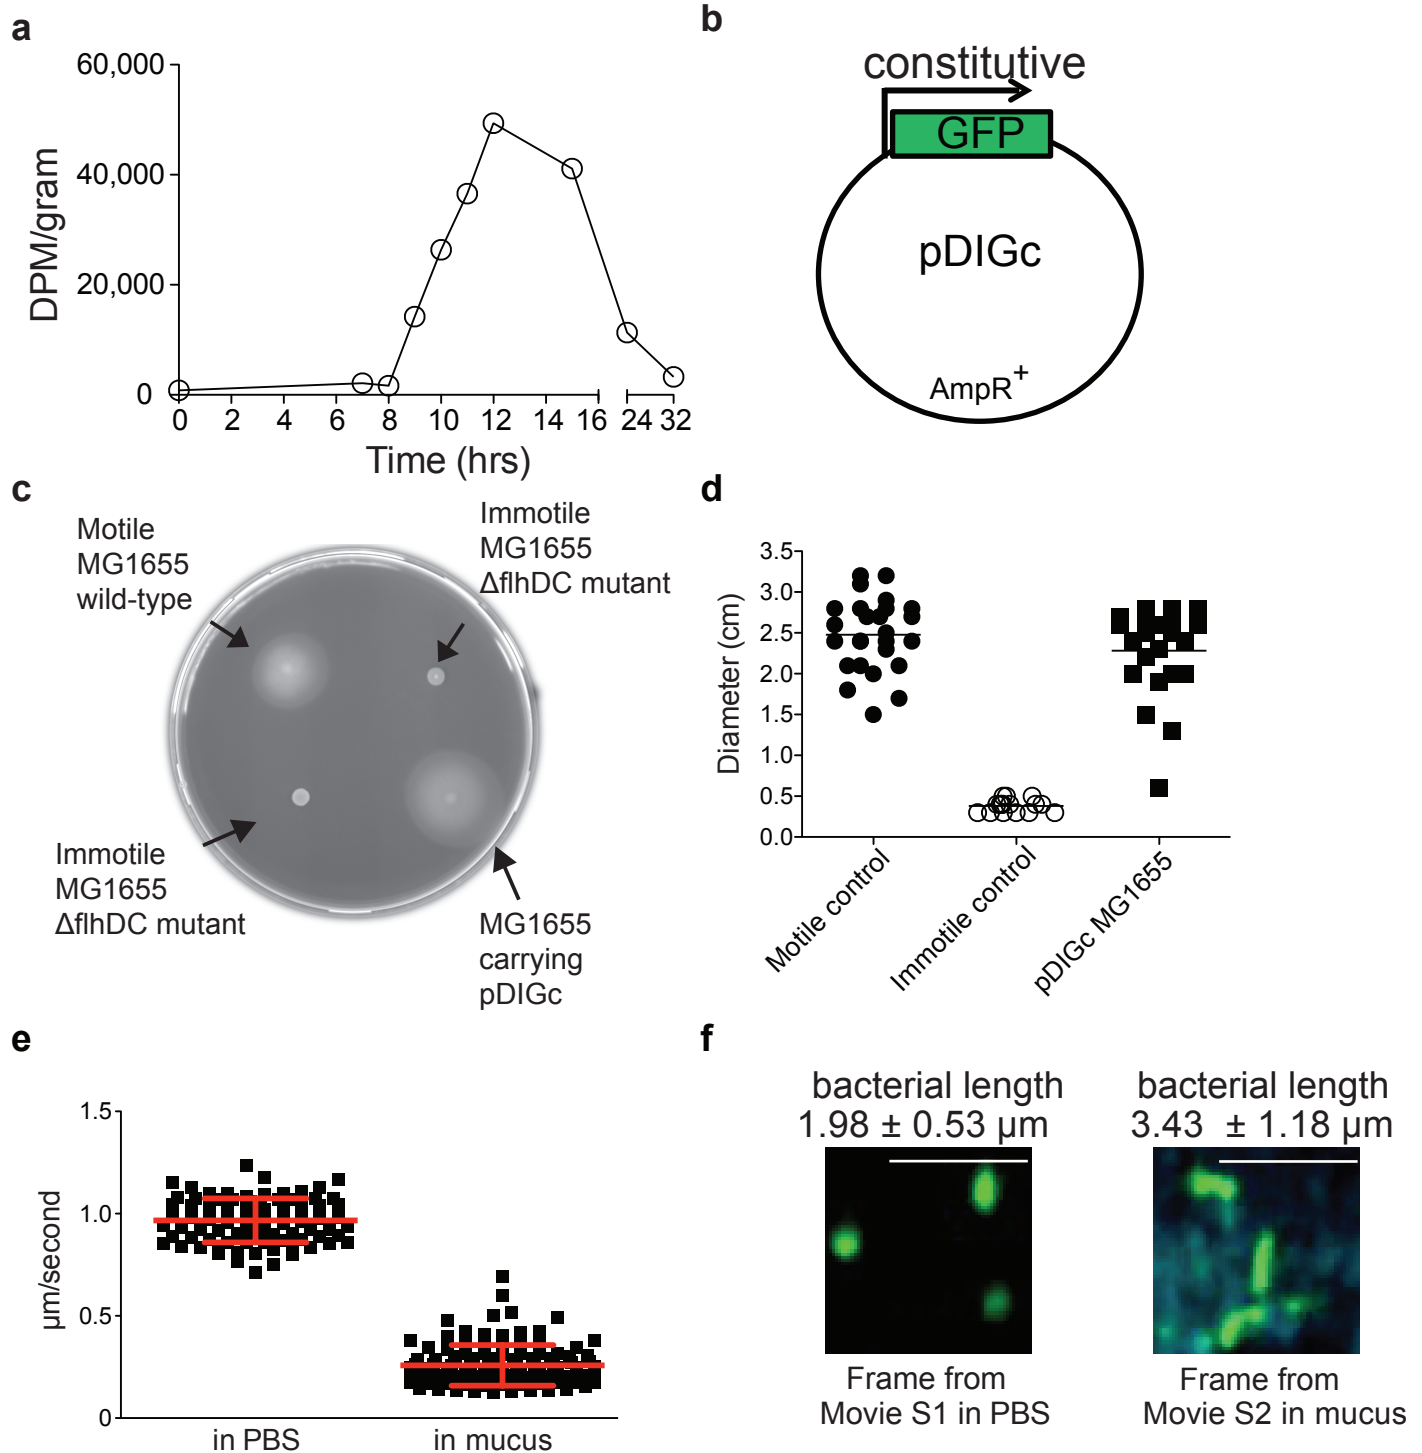 a
60,000
40,000
20,000
0
DPM/gram
0 2 4 6 8 10 12 14 16 24 32
Time (hrs)
b
constitutive
GFP
pDIGc
AmpR+
c
Motile
MG1655
wild-type
Immotile
MG1655
ΔflhDC mutant
Immotile
MG1655
ΔflhDC mutant
MG1655
carrying
pDIGc
d
3.5
3.0
2.5
2.0
1.5
1.0
0.5
0.0
Diameter (cm)
Motile control
Immotile control
pDIGc MG1655
e
1.5
1.0
0.5
0
µm/second
in PBS
in mucus
f
bacterial length
1.98 ± 0.53 µm
Frame from
Movie S1 in PBS
bacterial length
3.43 ± 1.18 µm
Frame from
Movie S2 in mucus